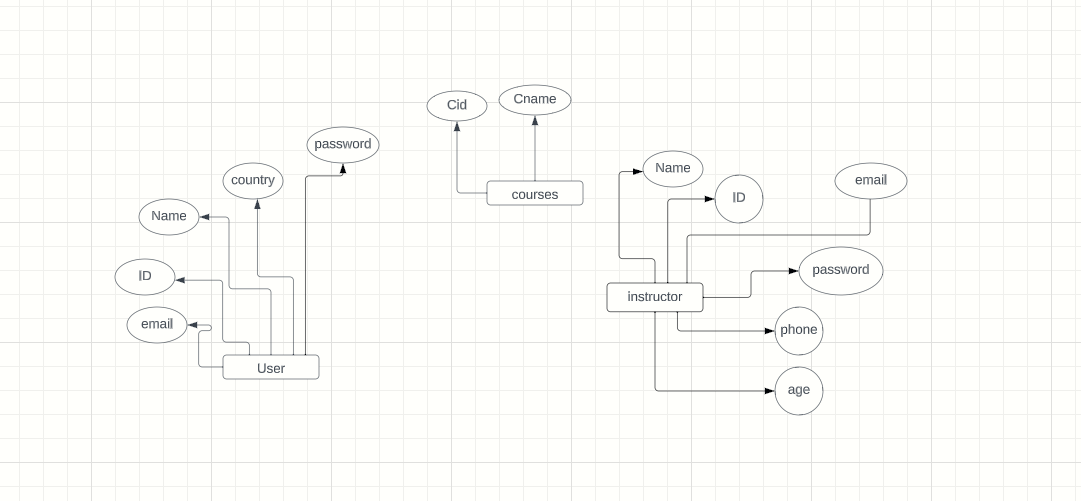 Cid
Cname
password
country
courses
Name
ID
email
Name
ID
email
User
instructor
password
phone
age